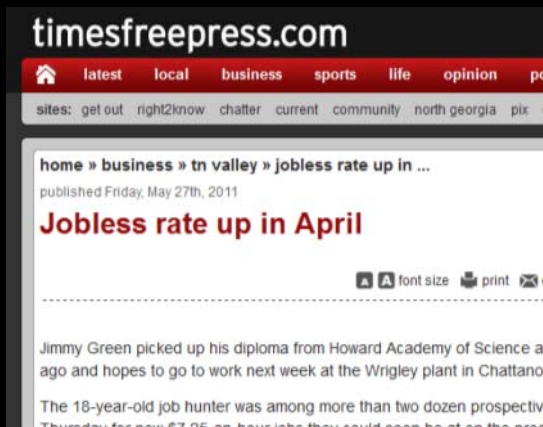 timesfreepress.com
latest local business sports life opinion
sites: get out right2know chatter current community north georgia pix
home » business » tn valley » jobless rate up in ...
published Friday, May 27th, 2011
Jobless rate up in April
A A font size print
Jimmy Green picked up his diploma from Howard Academy of Science
ago and hopes to go to work next week at the Wrigley plant in
The 18-year-old job hunter was among more than two dozen